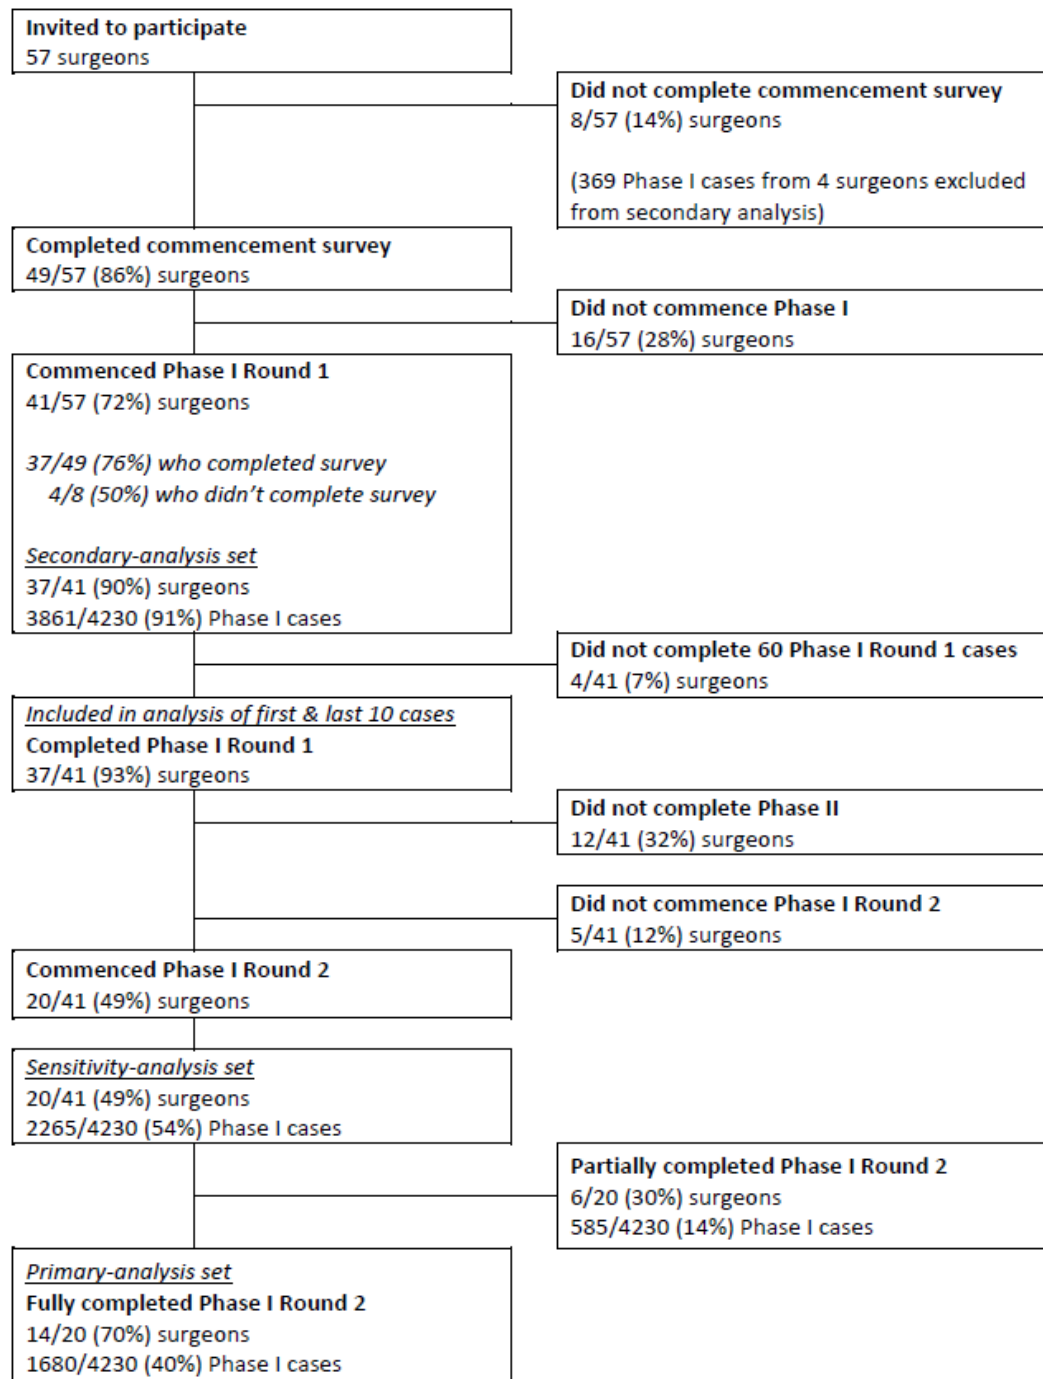 Invited to participate
57 surgeons
Did not complete commencement survey
8/57 (14%) surgeons
(369 Phase I cases from 4 surgeons excluded
from secondary analysis)
Completed commencement survey
49/57 (86%) surgeons
Did not commence Phase I
16/57 (28%) surgeons
Commenced Phase I Round 1
41/57 (72%) surgeons
37/49 (76%) who completed survey
4/8 (50%) who didn't complete survey
Secondary-analysis set
37/41 (90%) surgeons
3861/4230 (91%) Phase I cases
Did not complete 60 Phase I Round 1 cases
4/41 (7%) surgeons
Included in analysis of first & last 10 cases
Completed Phase I Round 1
37/41 (93%) surgeons
Did not complete Phase II
12/41 (32%) surgeons
Did not commence Phase I Round 2
5/41 (12%) surgeons
Commenced Phase I Round 2
20/41 (49%) surgeons
Sensitivity-analysis set
20/41 (49%) surgeons
2265/4230 (54%) Phase I cases
Partially completed Phase I Round 2
6/20 (30%) surgeons
585/4230 (14%) Phase I cases
Primary-analysis set
Fully completed Phase I Round 2
14/20 (70%) surgeons
1680/4230 (40%) Phase I cases